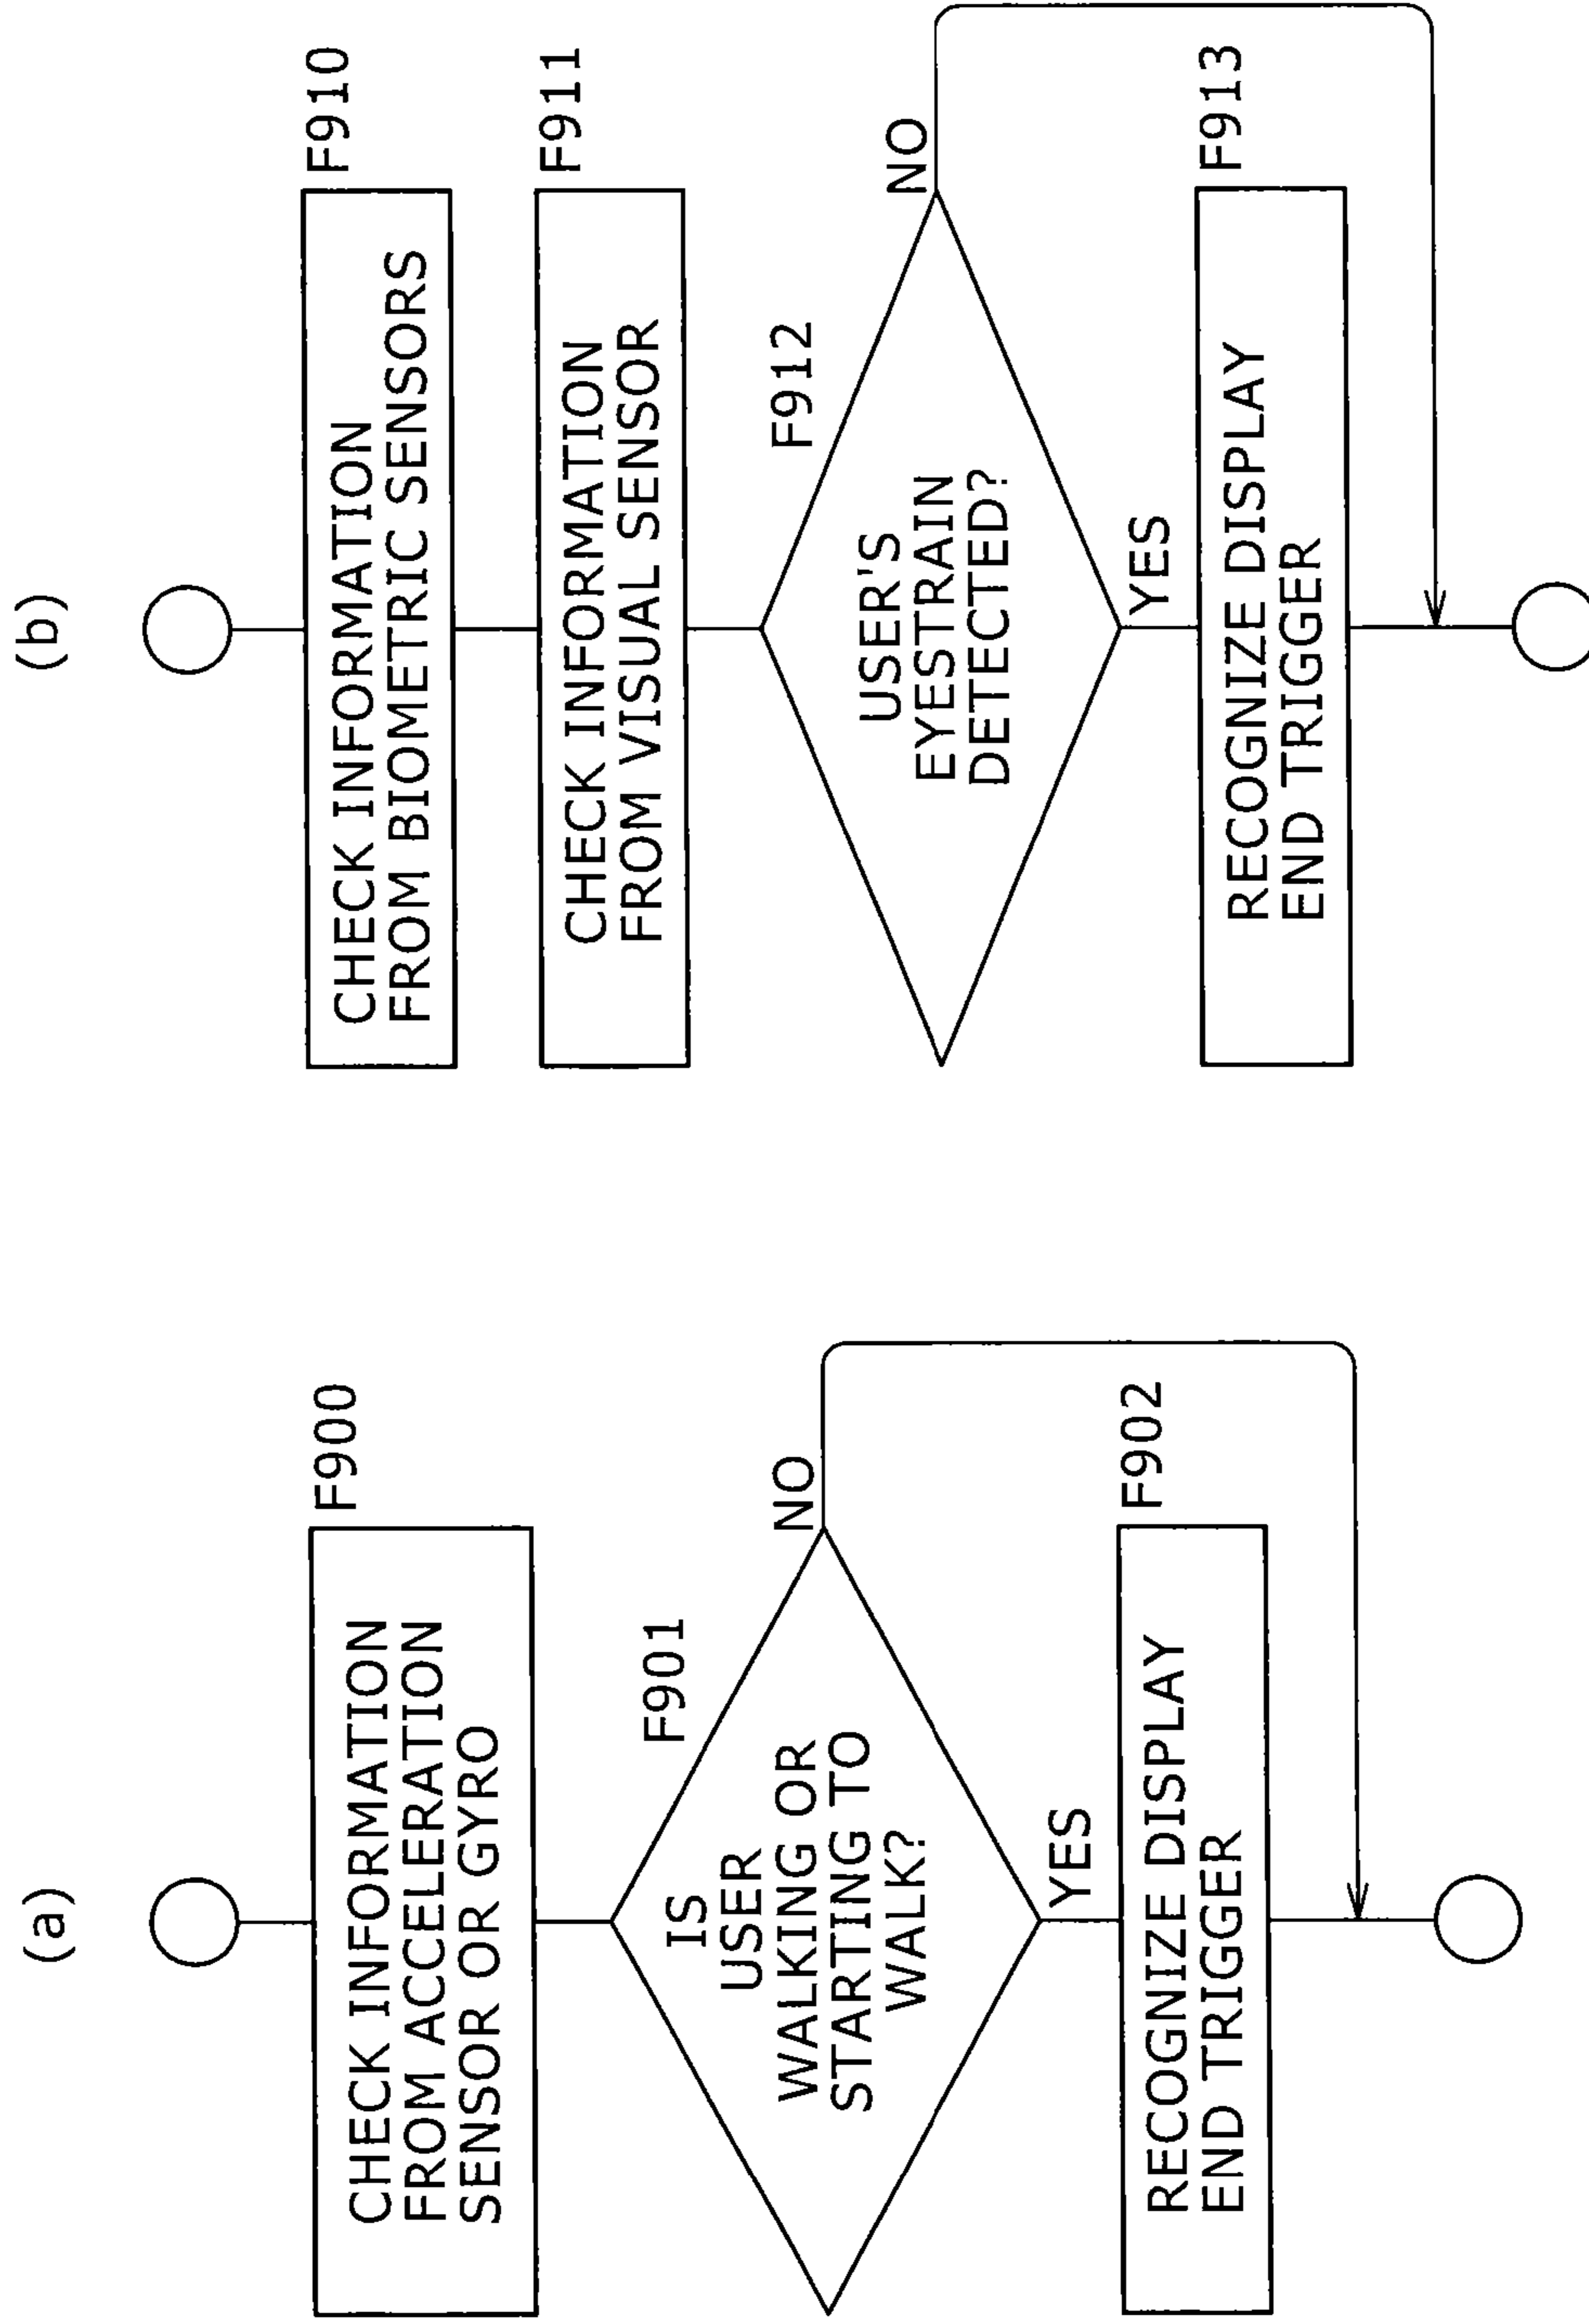 (a)
F900
CHECK INFORMATION
FROM ACCELERATION
SENSOR OR GYRO
F901
IS
USER
WALKING OR
STARTING TO
WALK?
NO
YES
F902
RECOGNIZE DISPLAY
END TRIGGER
(b)
F910
CHECK INFORMATION
FROM BIOMETRIC SENSORS
F911
CHECK INFORMATION
FROM VISUAL SENSOR
F912
USER'S
EYESTRAIN
DETECTED?
NO
YES
F913
RECOGNIZE DISPLAY
END TRIGGER